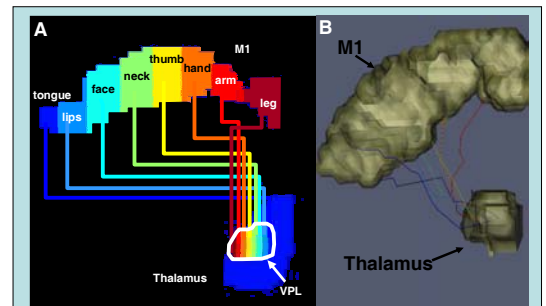 A
M1
thumb
neck
hand
face
arm
tongue
leg
lips
Thalamus
VPL
B
M1
Thalamus